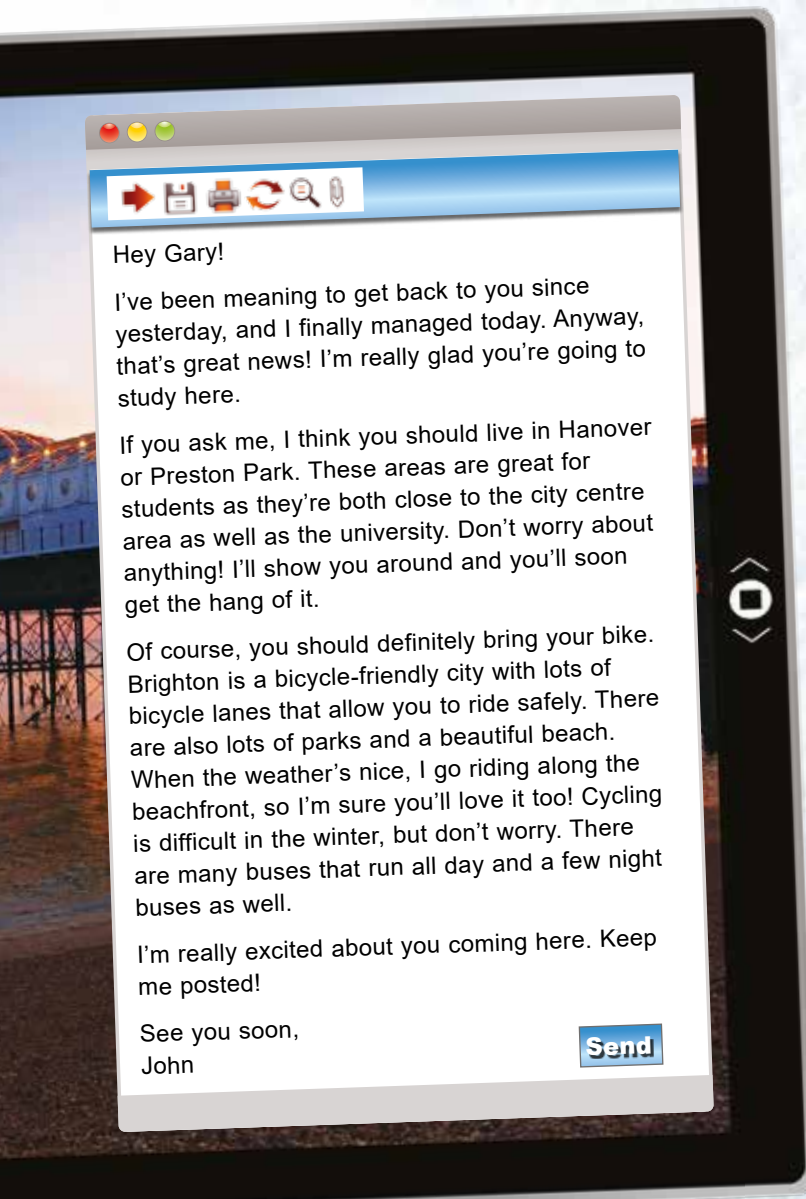 Hey Gary!
I've been meaning to get back to you since
yesterday, and I finally managed today. Anyway,
that's great news! I'm really glad you're going to
study here.
If you ask me, I think you should live in Hanover
or Preston Park. These areas are great for
students as they're both close to the city centre
area as well as the university. Don't worry about
anything! I'll show you around and you'll soon
get the hang of it.
Of course, you should definitely bring your bike.
Brighton is a bicycle-friendly city with lots of
bicycle lanes that allow you to ride safely. There
are also lots of parks and a beautiful beach.
When the weather's nice, I go riding along the
beachfront, so I'm sure you'll love it too! Cycling
is difficult in the winter, but don't worry. There
are many buses that run all day and a few night
buses as well.
I'm really excited about you coming here. Keep
me posted!
See you soon,
John
Send